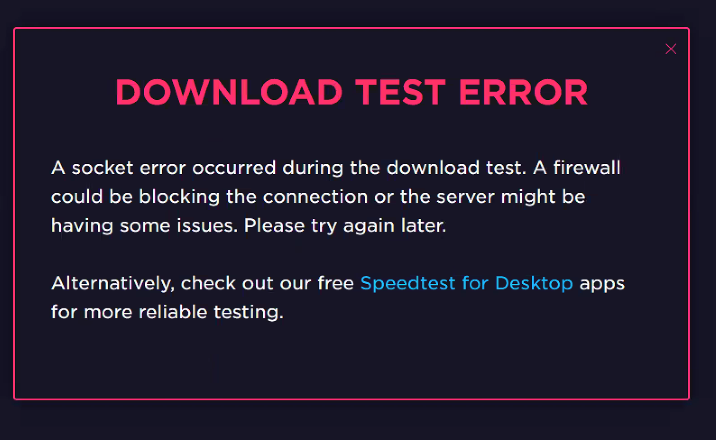 DOWNLOAD TEST ERROR
A socket error occurred during the download test. A firewall
could be blocking the connection or the server might be
having some issues. Please try again later.
Alternatively, check out our free Speedtest for Desktop apps
for more reliable testing.